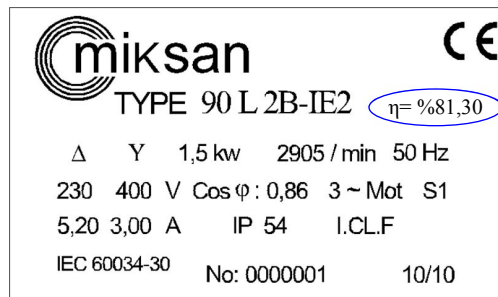 miksan CE
TYPE 90 L 2B-IE2 η= %81,30
Δ Y 1,5 kw 2905 / min 50 Hz
230 400 V Cos φ : 0,86 3 ~ Mot S1
5,20 3,00 A IP 54 I.CL.F
IEC 60034-30 No: 0000001 10/10